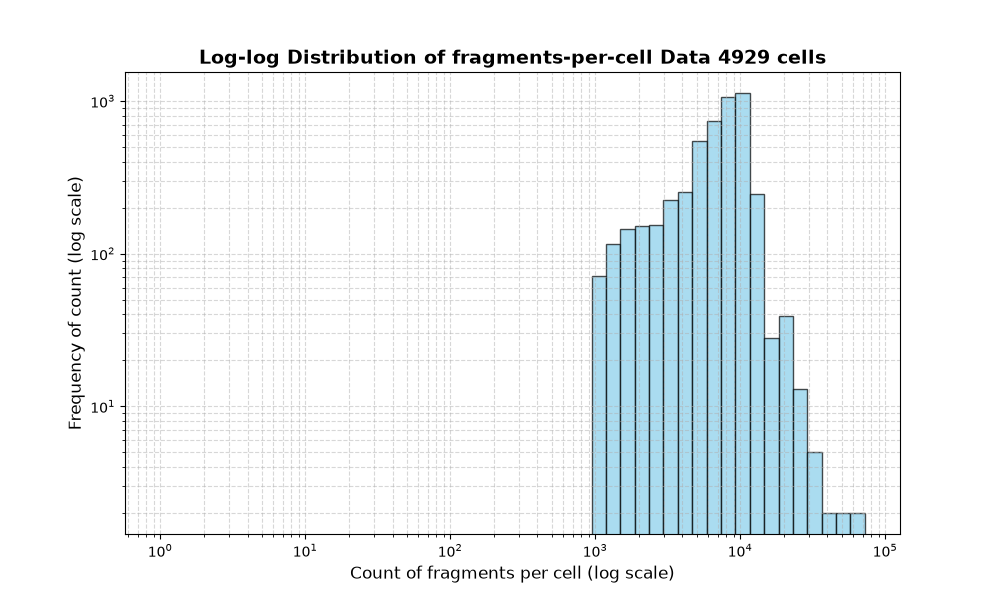 Log-log Distribution of fragments-per-cell Data 4929 cells
Frequency of count (log scale)
10³
10²
10¹
10⁰ 10¹ 10² 10³ 10⁴ 10⁵
Count of fragments per cell (log scale)